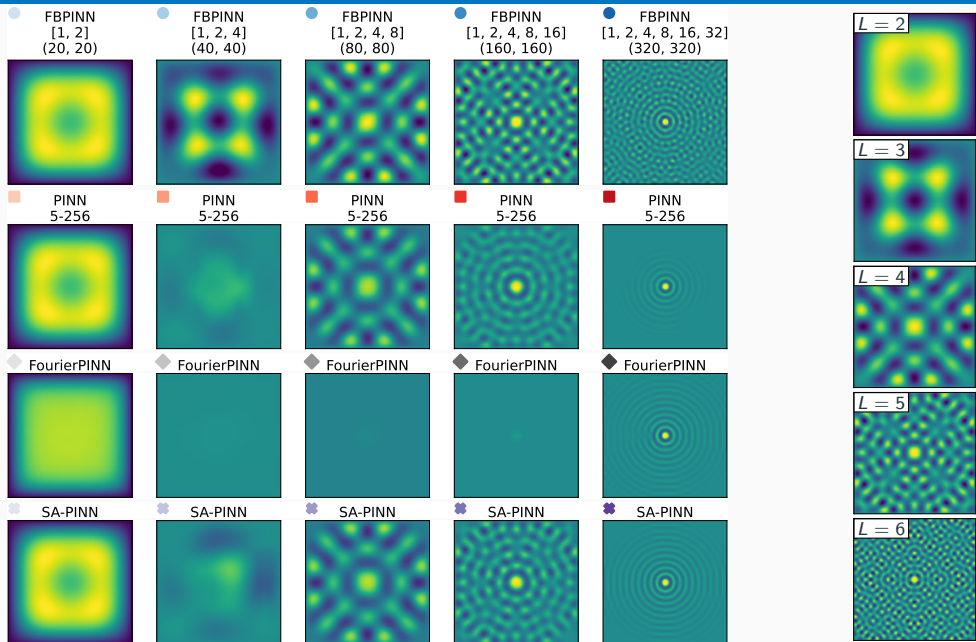 FBPINN
[1, 2]
(20, 20)
FBPINN
[1, 2, 4]
(40, 40)
FBPINN
[1, 2, 4, 8]
(80, 80)
FBPINN
[1, 2, 4, 8, 16]
(160, 160)
FBPINN
[1, 2, 4, 8, 16, 32]
(320, 320)
L = 2
L = 3
PINN
5-256
PINN
5-256
PINN
5-256
PINN
5-256
PINN
5-256
L = 4
FourierPINN
FourierPINN
FourierPINN
FourierPINN
FourierPINN
L = 5
SA-PINN
SA-PINN
SA-PINN
SA-PINN
SA-PINN
L = 6